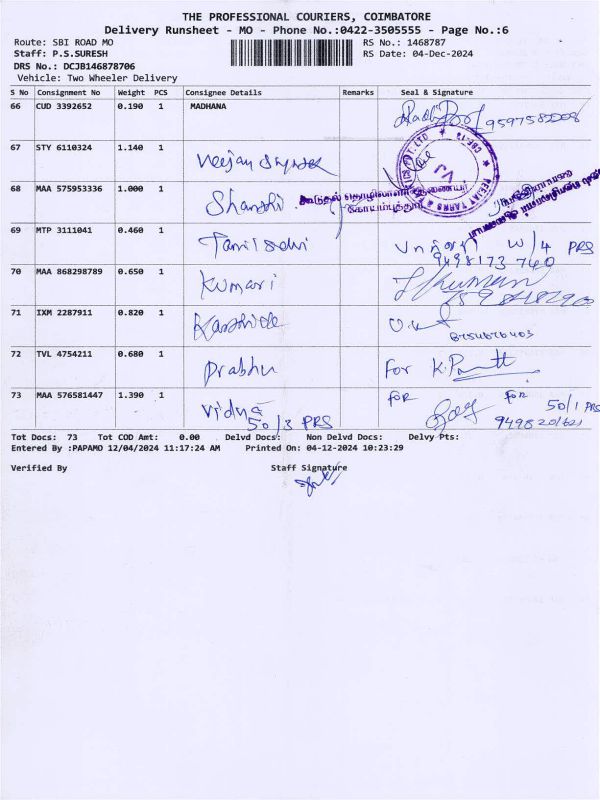 THE PROFESSIONAL COURIERS, COIMBATORE
Delivery Runsheet - MO - Phone No.:0422-3505555 - Page No.:6
Route: SBI ROAD MO RS No.: 1468787
Staff: P.S.SURESH RS Date: 04-Dec-2024
DRS No.: DCJB146878706
Vehicle: Two Wheeler Delivery
S No Consignment No Weight PCS Consignee Details Remarks Seal & Signature
66 CUD 3392652 0.190 1 MADHANA
67 STY 6110324 1.140 1
68 MAA 575953336 1.000 1 Shanthi
கூடுதல் தொழிலாளர் ஆணையர்
கோயம்புத்தூர்
69 MTP 3111041 0.460 1 Tamilselvi W/4 PRS
9498173740
70 MAA 868298789 0.650 1 Kumari
71 IXM 2287911 0.820 1
72 TVL 4754211 0.680 1 Prabhu For
73 MAA 576581447 1.390 1 Vidya for for 50/1 PRS
50/3 PRS
Tot Docs: 73 Tot COD Amt: 0.00 Delvd Docs: Non Delvd Docs: Delvy Pts:
Entered By :PAPAMO 12/04/2024 11:17:24 AM Printed On: 04-12-2024 10:23:29
Verified By Staff Signature